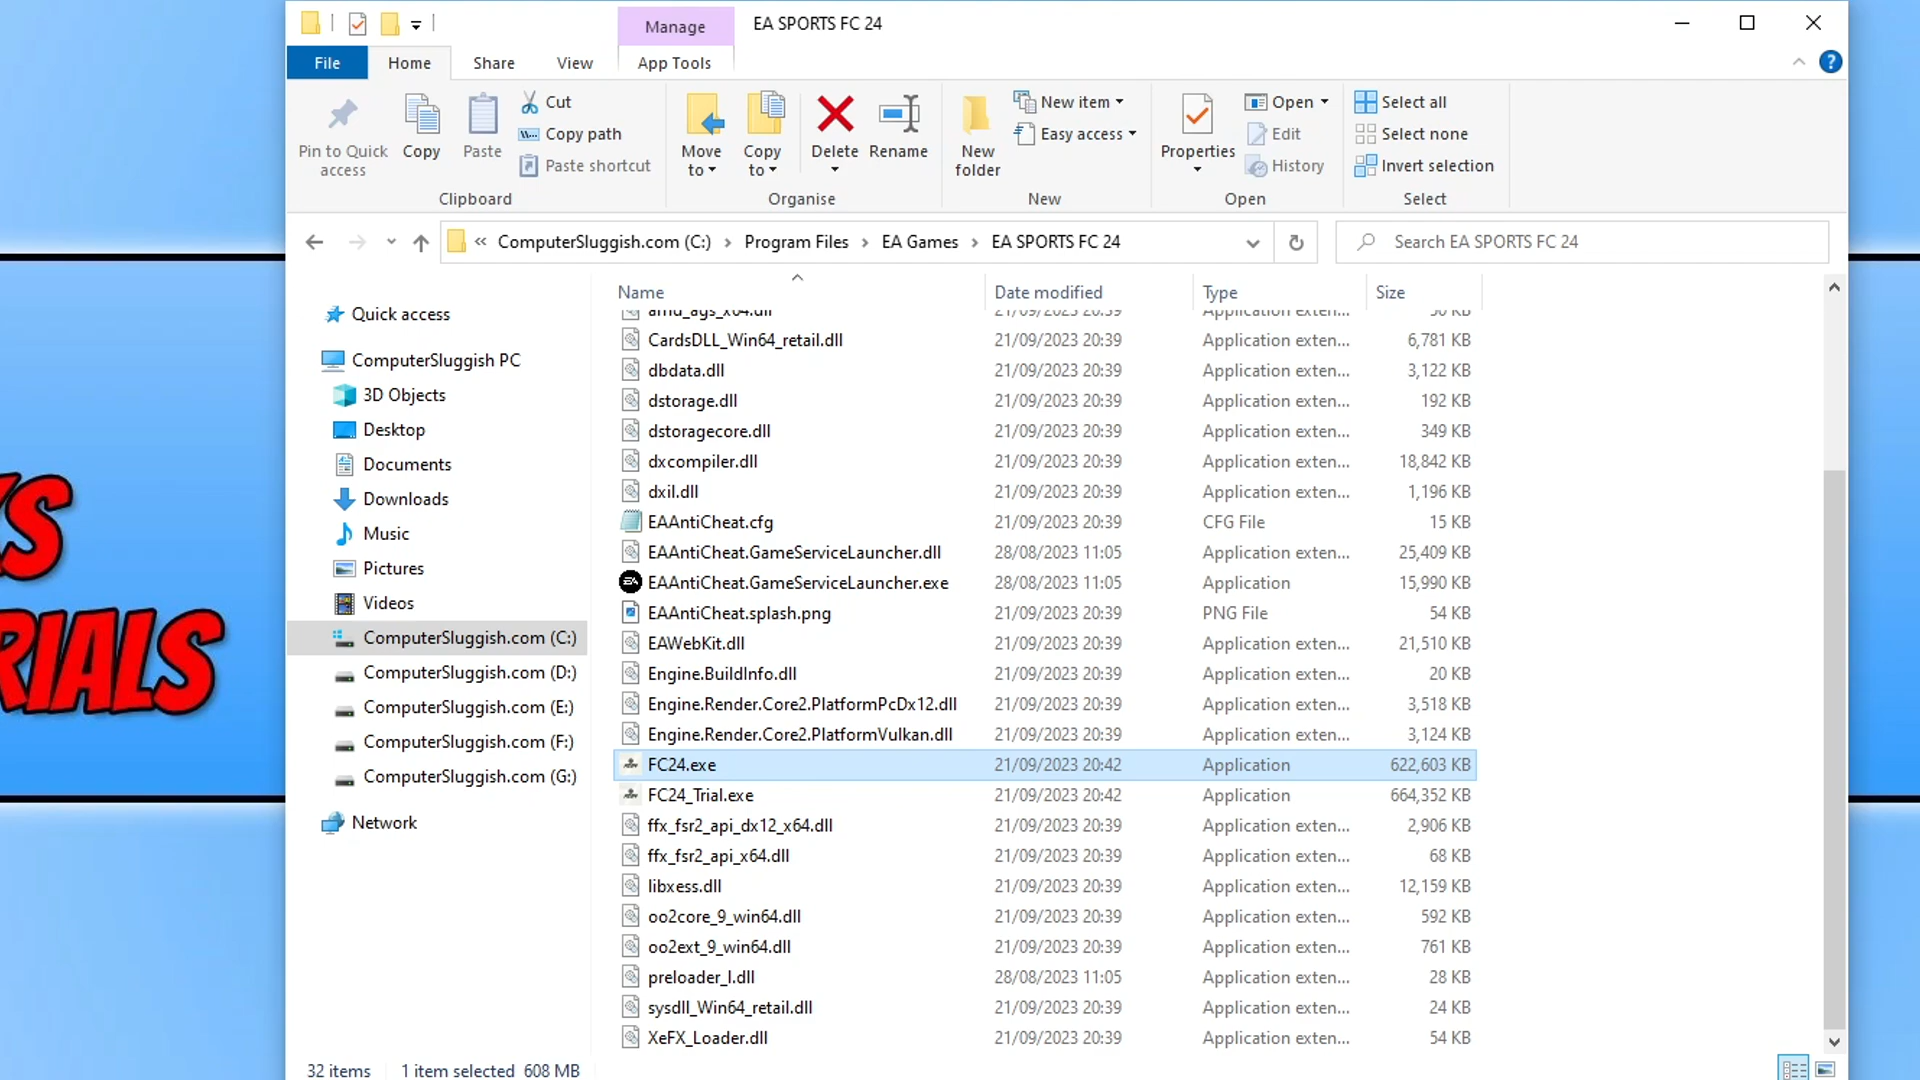 Manage
EA SPORTS FC 24
File
Home
Share
View
App Tools
Pin to Quick access
Copy
Paste
Cut
Copy path
Paste shortcut
Clipboard
Move to
Copy to
Delete
Rename
Organise
New folder
New item
Easy access
New
Properties
Open
Edit
History
Open
Select all
Select none
Invert selection
Select
« ComputerSluggish.com (C:) › Program Files › EA Games › EA SPORTS FC 24
Search EA SPORTS FC 24
Quick access
ComputerSluggish PC
3D Objects
Desktop
Documents
Downloads
Music
Pictures
Videos
ComputerSluggish.com (C:)
ComputerSluggish.com (D:)
ComputerSluggish.com (E:)
ComputerSluggish.com (F:)
ComputerSluggish.com (G:)
Network
Name Date modified Type Size
amd_ags_x64.dll 21/09/2023 20:39 Application exten... 50 KB
CardsDLL_Win64_retail.dll 21/09/2023 20:39 Application exten... 6,781 KB
dbdata.dll 21/09/2023 20:39 Application exten... 3,122 KB
dstorage.dll 21/09/2023 20:39 Application exten... 192 KB
dstoragecore.dll 21/09/2023 20:39 Application exten... 349 KB
dxcompiler.dll 21/09/2023 20:39 Application exten... 18,842 KB
dxil.dll 21/09/2023 20:39 Application exten... 1,196 KB
EAAntiCheat.cfg 21/09/2023 20:39 CFG File 15 KB
EAAntiCheat.GameServiceLauncher.dll 28/08/2023 11:05 Application exten... 25,409 KB
EAAntiCheat.GameServiceLauncher.exe 28/08/2023 11:05 Application 15,990 KB
EAAntiCheat.splash.png 21/09/2023 20:39 PNG File 54 KB
EAWebKit.dll 21/09/2023 20:39 Application exten... 21,510 KB
Engine.BuildInfo.dll 21/09/2023 20:39 Application exten... 20 KB
Engine.Render.Core2.PlatformPcDx12.dll 21/09/2023 20:39 Application exten... 3,518 KB
Engine.Render.Core2.PlatformVulkan.dll 21/09/2023 20:39 Application exten... 3,124 KB
FC24.exe 21/09/2023 20:42 Application 622,603 KB
FC24_Trial.exe 21/09/2023 20:42 Application 664,352 KB
ffx_fsr2_api_dx12_x64.dll 21/09/2023 20:39 Application exten... 2,906 KB
ffx_fsr2_api_x64.dll 21/09/2023 20:39 Application exten... 68 KB
libxess.dll 21/09/2023 20:39 Application exten... 12,159 KB
oo2core_9_win64.dll 21/09/2023 20:39 Application exten... 592 KB
oo2ext_9_win64.dll 21/09/2023 20:39 Application exten... 761 KB
preloader_l.dll 28/08/2023 11:05 Application exten... 28 KB
sysdll_Win64_retail.dll 21/09/2023 20:39 Application exten... 24 KB
XeFX_Loader.dll 21/09/2023 20:39 Application exten... 54 KB
32 items 1 item selected 608 MB
KS
RIALS